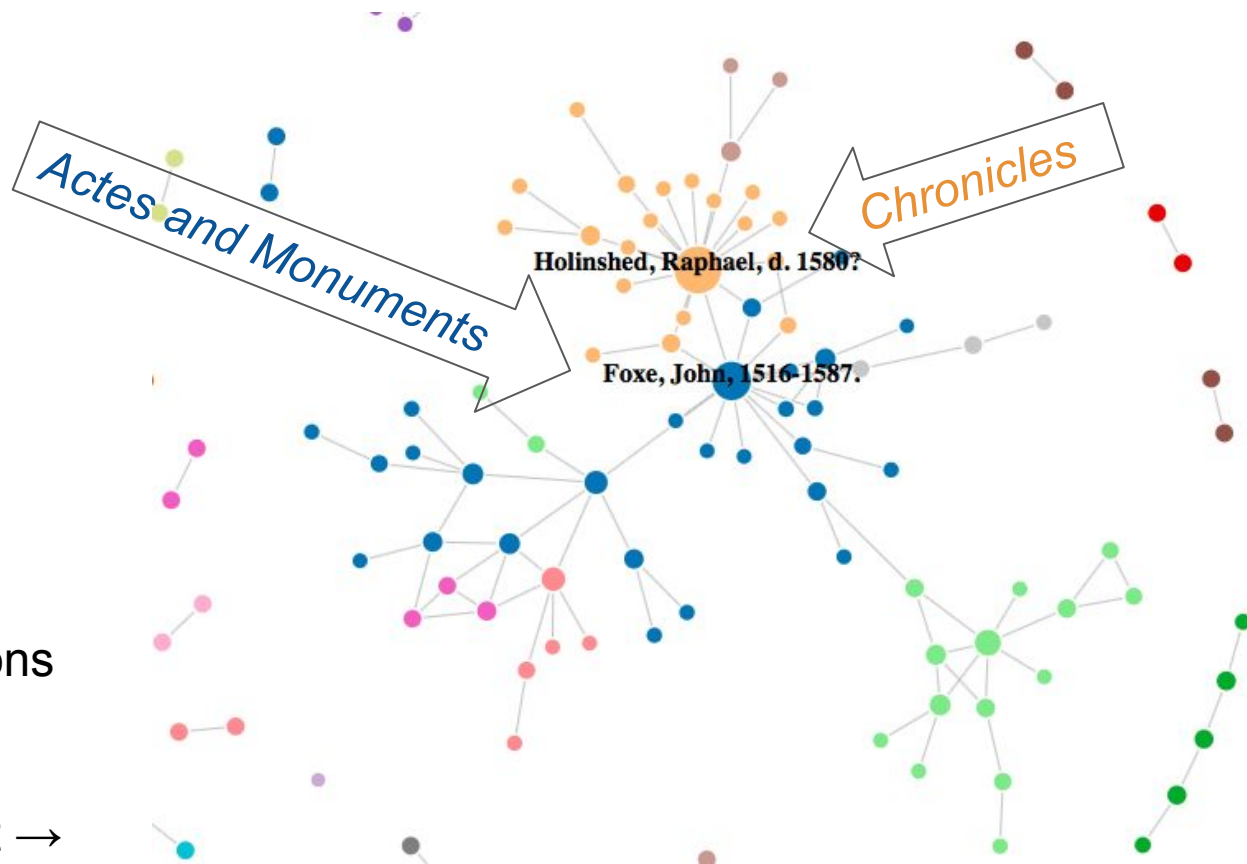 Actes and Monuments
Chronicles
Holinshed, Raphael, d. 1580?
Foxe, John, 1516-1587.
ons
→